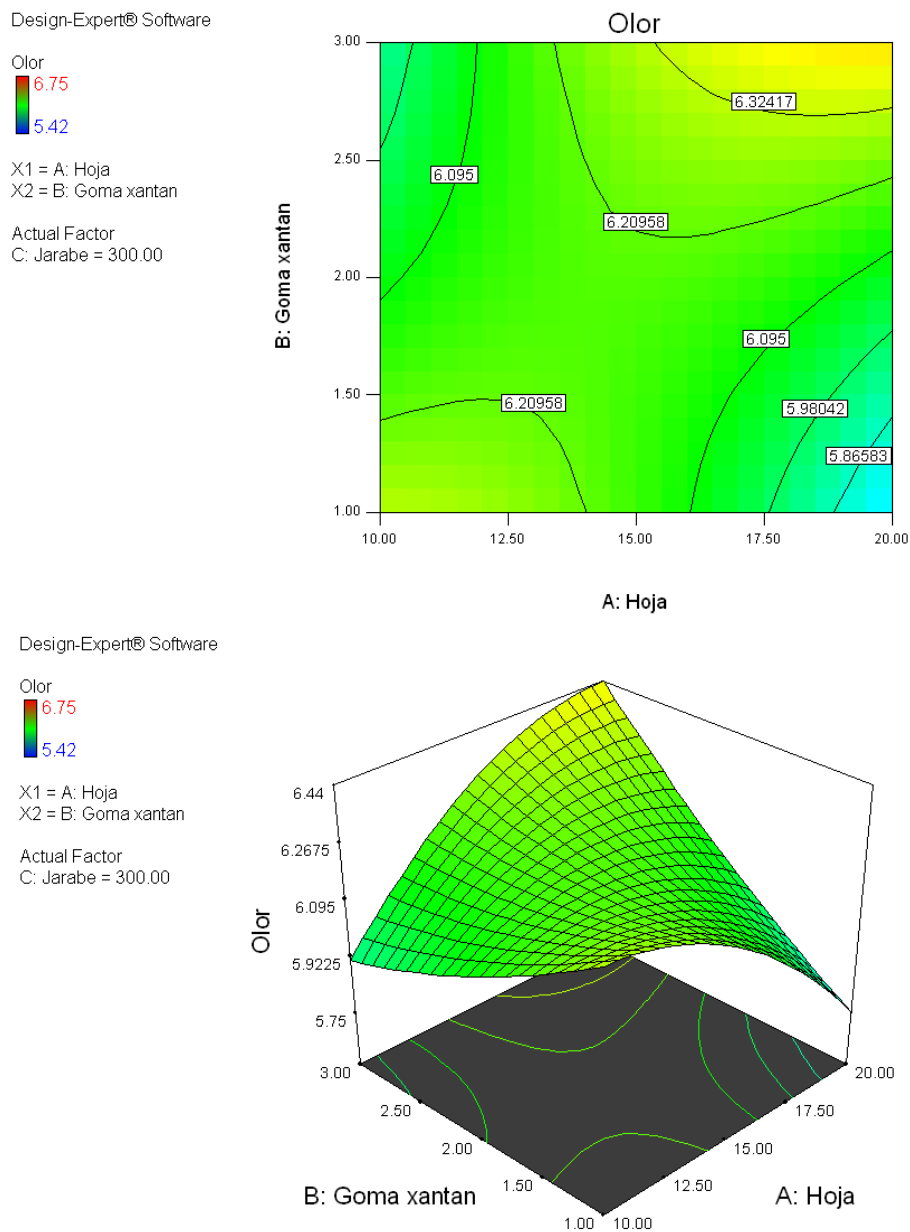 Design-Expert® Software
Olor
6.75
5.42
X1 = A: Hoja
X2 = B: Goma xantan
Actual Factor
C: Jarabe = 300.00
Olor
3.00
2.50
2.00
1.50
1.00
B: Goma xantan
6.32417
6.095
6.20958
6.095
6.20958
5.98042
5.86583
10.00
12.50
15.00
17.50
20.00
A: Hoja
Design-Expert® Software
Olor
6.75
5.42
X1 = A: Hoja
X2 = B: Goma xantan
Actual Factor
C: Jarabe = 300.00
6.44
6.2675
6.095
5.9225
5.75
Olor
3.00
2.50
2.00
1.50
1.00
B: Goma xantan
10.00
12.50
15.00
17.50
20.00
A: Hoja